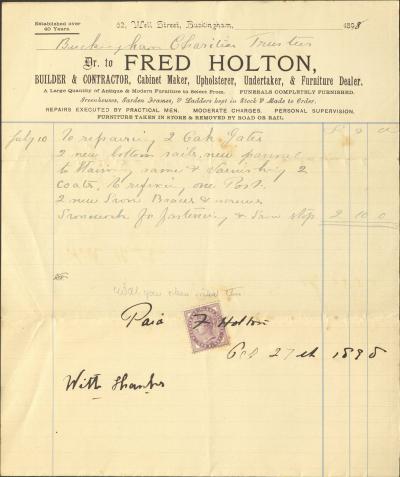 Established over
40 Years.
62, Well Street, Buckingham, 1898
Buckingham Charities Trustees
Dr. to FRED HOLTON,
BUILDER & CONTRACTOR, Cabinet Maker, Upholsterer, Undertaker, & Furniture Dealer.
A Large Quantity of Antique & Modern Furniture to Select From. FUNERALS COMPLETELY FURNISHED.
Greenhouses, Garden Frames, & Ladders kept in Stock & Made to Order.
REPAIRS EXECUTED BY PRACTICAL MEN. MODERATE CHARGES. PERSONAL SUPERVISION.
FURNITURE TAKEN IN STORE & REMOVED BY ROAD OR RAIL.
July 10 To repairing 2 Oak Gates
2 new bottom rails, new
to staining same & varnishing 2
coats, to refixing one Post.
2 new Iron Braces & screws
Ironwork for fastening & Iron stop 2 10 0
Paid F Holton
Oct 27th 1898
With thanks